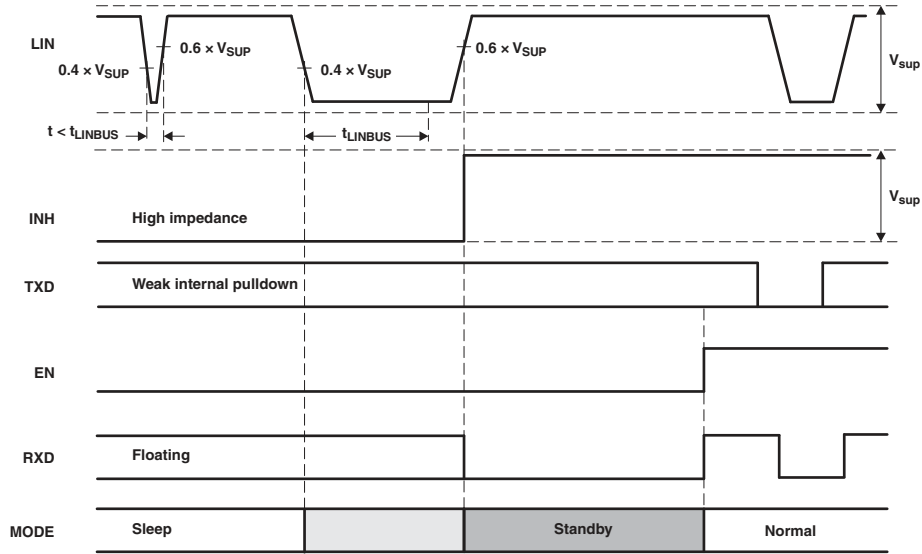 LIN
0.6 × VSUP
0.4 × VSUP
0.4 × VSUP
0.6 × VSUP
Vsup
t < tLINBUS
tLINBUS
INH
High impedance
Vsup
TXD
Weak internal pulldown
EN
RXD
Floating
MODE
Sleep
Standby
Normal